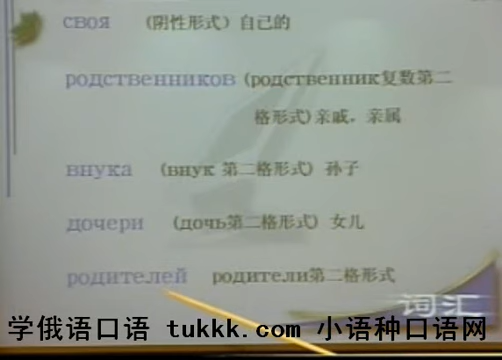 своя (阴性形式)自己的
родственников (родственник复数第二
格形式)亲戚，亲属
внука (внук 第二格形式) 孙子
дочери (дочь第二格形式) 女儿
родителей родители第二格形式
词汇
学俄语口语 tukkk.com 小语种口语网